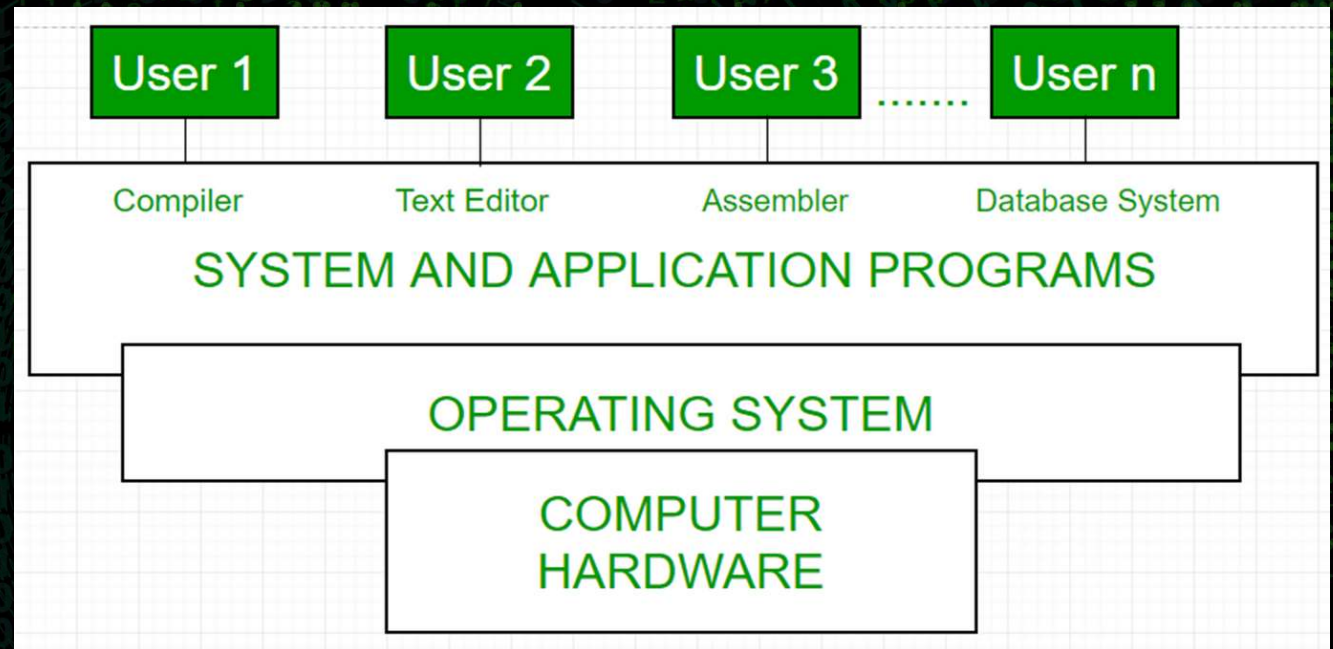 User 1 User 2 User 3 ....... User n
Compiler Text Editor Assembler Database System
SYSTEM AND APPLICATION PROGRAMS
OPERATING SYSTEM
COMPUTER
HARDWARE